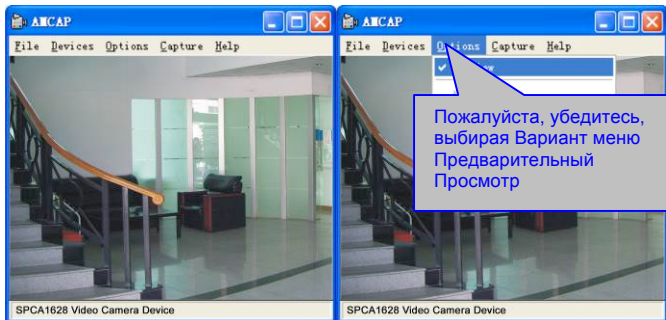 AMCAP
File Devices Options Capture Help
SPCA1628 Video Camera Device
AMCAP
File Devices Options Capture Help
Пожалуйста, убедитесь,
выбирая Вариант меню
Предварительный
Просмотр
SPCA1628 Video Camera Device